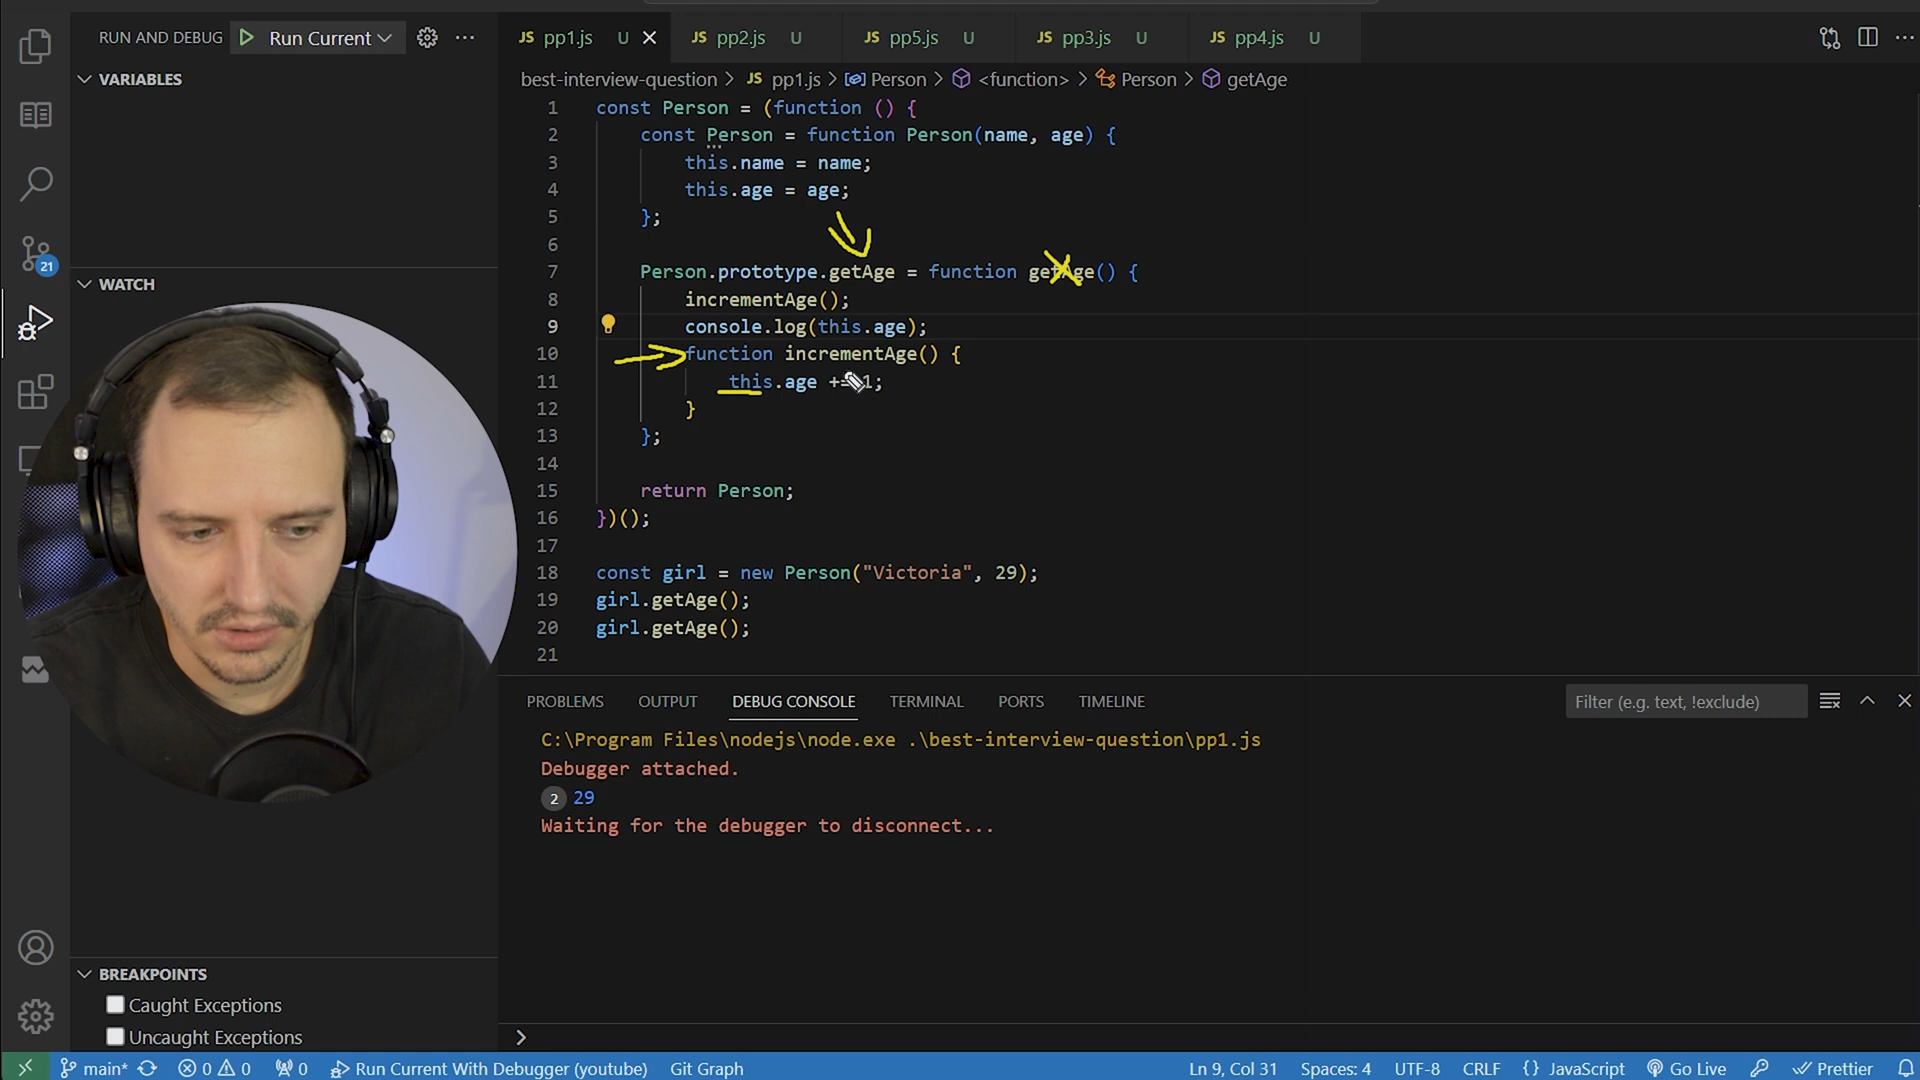 RUN AND DEBUG Run Current ...
JS pp1.js U JS pp2.js U JS pp5.js U JS pp3.js U JS pp4.js U
VARIABLES
best-interview-question > JS pp1.js > Person > <function> > Person > getAge
1 const Person = (function () {
2 const Person = function Person(name, age) {
3 this.name = name;
4 this.age = age;
5 };
6
7 Person.prototype.getAge = function getAge() {
WATCH
8 incrementAge();
9 console.log(this.age);
10 function incrementAge() {
11 this.age += 1;
12 }
13 };
14
15 return Person;
16 })();
17
18 const girl = new Person("Victoria", 29);
19 girl.getAge();
20 girl.getAge();
21
21
PROBLEMS OUTPUT DEBUG CONSOLE TERMINAL PORTS TIMELINE Filter (e.g. text, !exclude)
C:\Program Files\nodejs\node.exe .\best-interview-question\pp1.js
Debugger attached.
2 29
Waiting for the debugger to disconnect...
BREAKPOINTS
Caught Exceptions
Uncaught Exceptions
>
main* 0 0 0 Run Current With Debugger (youtube) Git Graph Ln 9, Col 31 Spaces: 4 UTF-8 CRLF {} JavaScript Go Live Prettier